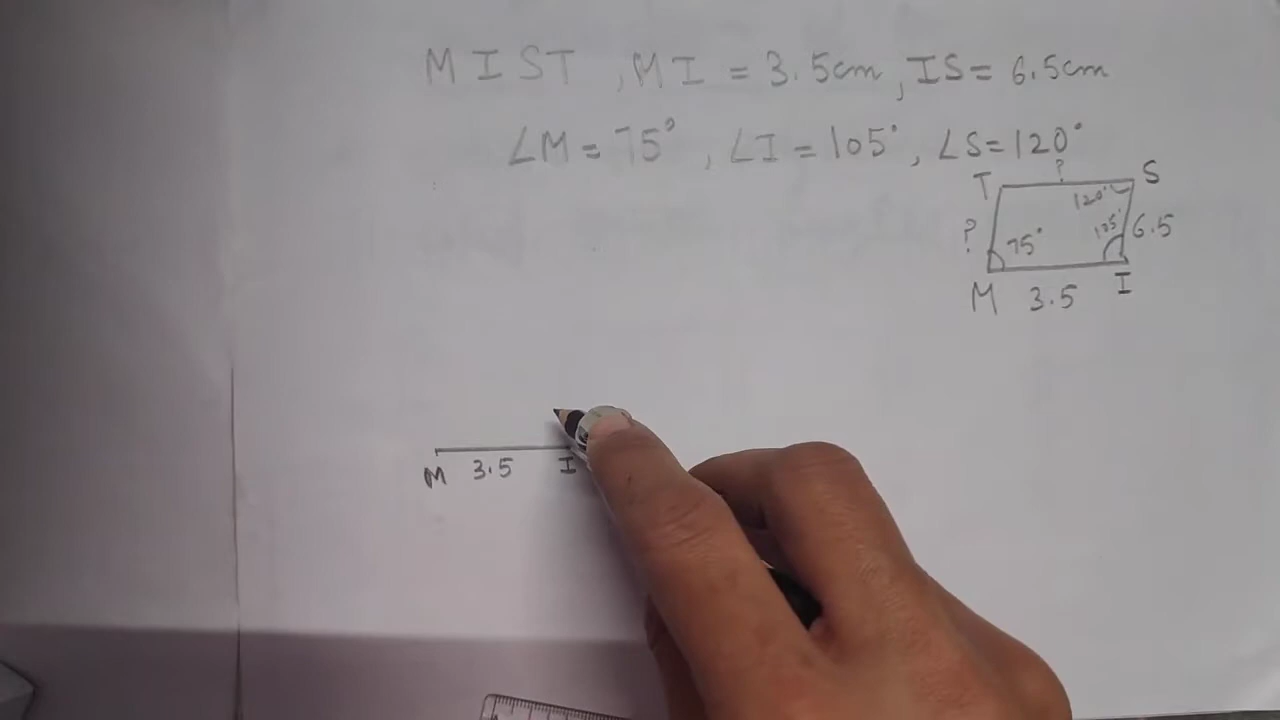 MIST, MI = 3.5cm, IS = 6.5cm
∠M = 75°, ∠I = 105°, ∠S = 120°
T ? S
120°
? 75° 105° 6.5
M 3.5 I
M 3.5 I